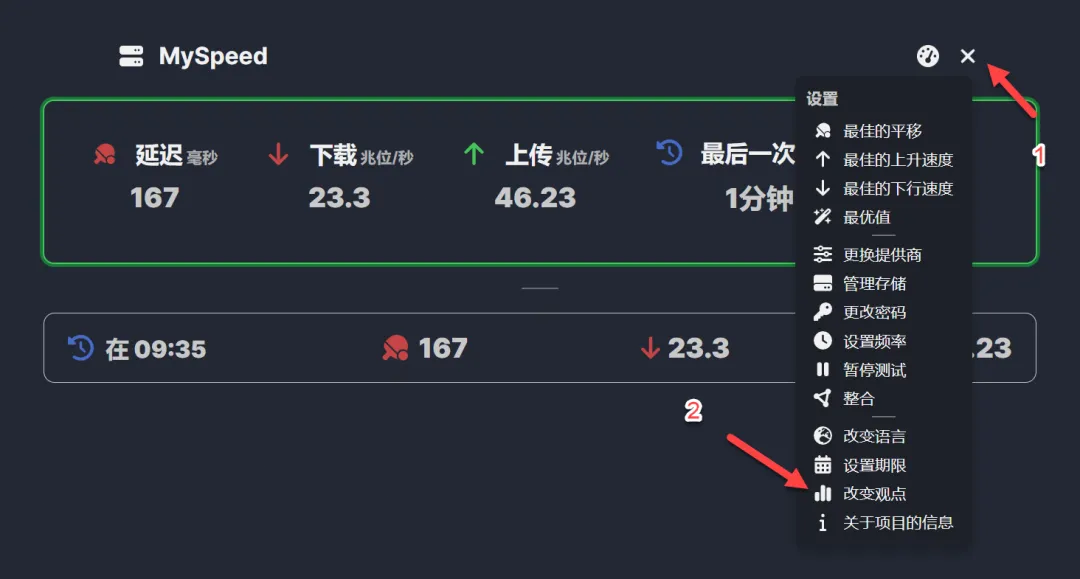 MySpeed
1
设置
最佳的平移
最佳的上升速度
最佳的下行速度
最优值
更换提供商
管理存储
更改密码
设置频率
暂停测试
整合
改变语言
设置期限
改变观点
关于项目的信息
延迟 毫秒 下载 兆位/秒 上传 兆位/秒 最后一次
167 23.3 46.23 1分钟
在 09:35 167 23.3 .23
2